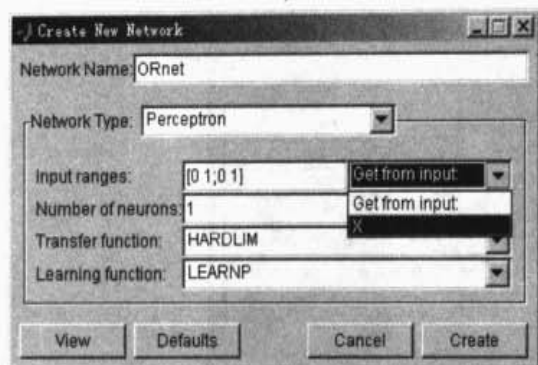 Create New Network
Network Name: ORnet
Network Type: Perceptron
Input ranges: [0 1;0 1] Get from input:
Get from input:
X
Number of neurons: 1
Transfer function: HARDLIM
Learning function: LEARNP
View Defaults Cancel Create